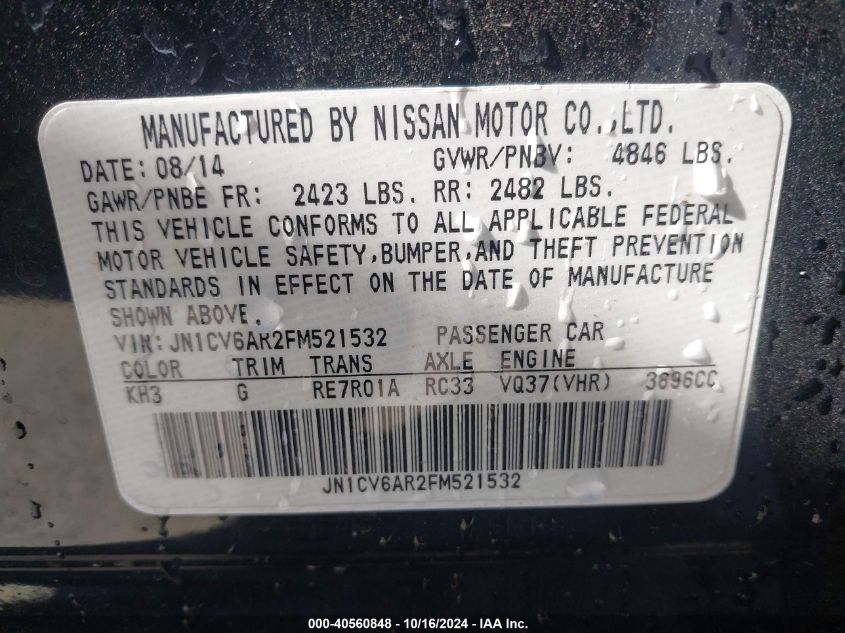 MANUFACTURED BY NISSAN MOTOR CO.,LTD.
DATE: 08/14 GVWR/PNBV: 4846 LBS.
GAWR/PNBE FR: 2423 LBS. RR: 2482 LBS.
THIS VEHICLE CONFORMS TO ALL APPLICABLE FEDERAL
MOTOR VEHICLE SAFETY,BUMPER,AND THEFT PREVENTION
STANDARDS IN EFFECT ON THE DATE OF MANUFACTURE
SHOWN ABOVE.
VIN:JN1CV6AR2FM521532 PASSENGER CAR
COLOR TRIM TRANS AXLE ENGINE
KH3 G RE7R01A RC33 VQ37(VHR) 3696CC
JN1CV6AR2FM521532
000-40560848 - 10/16/2024 - IAA Inc.